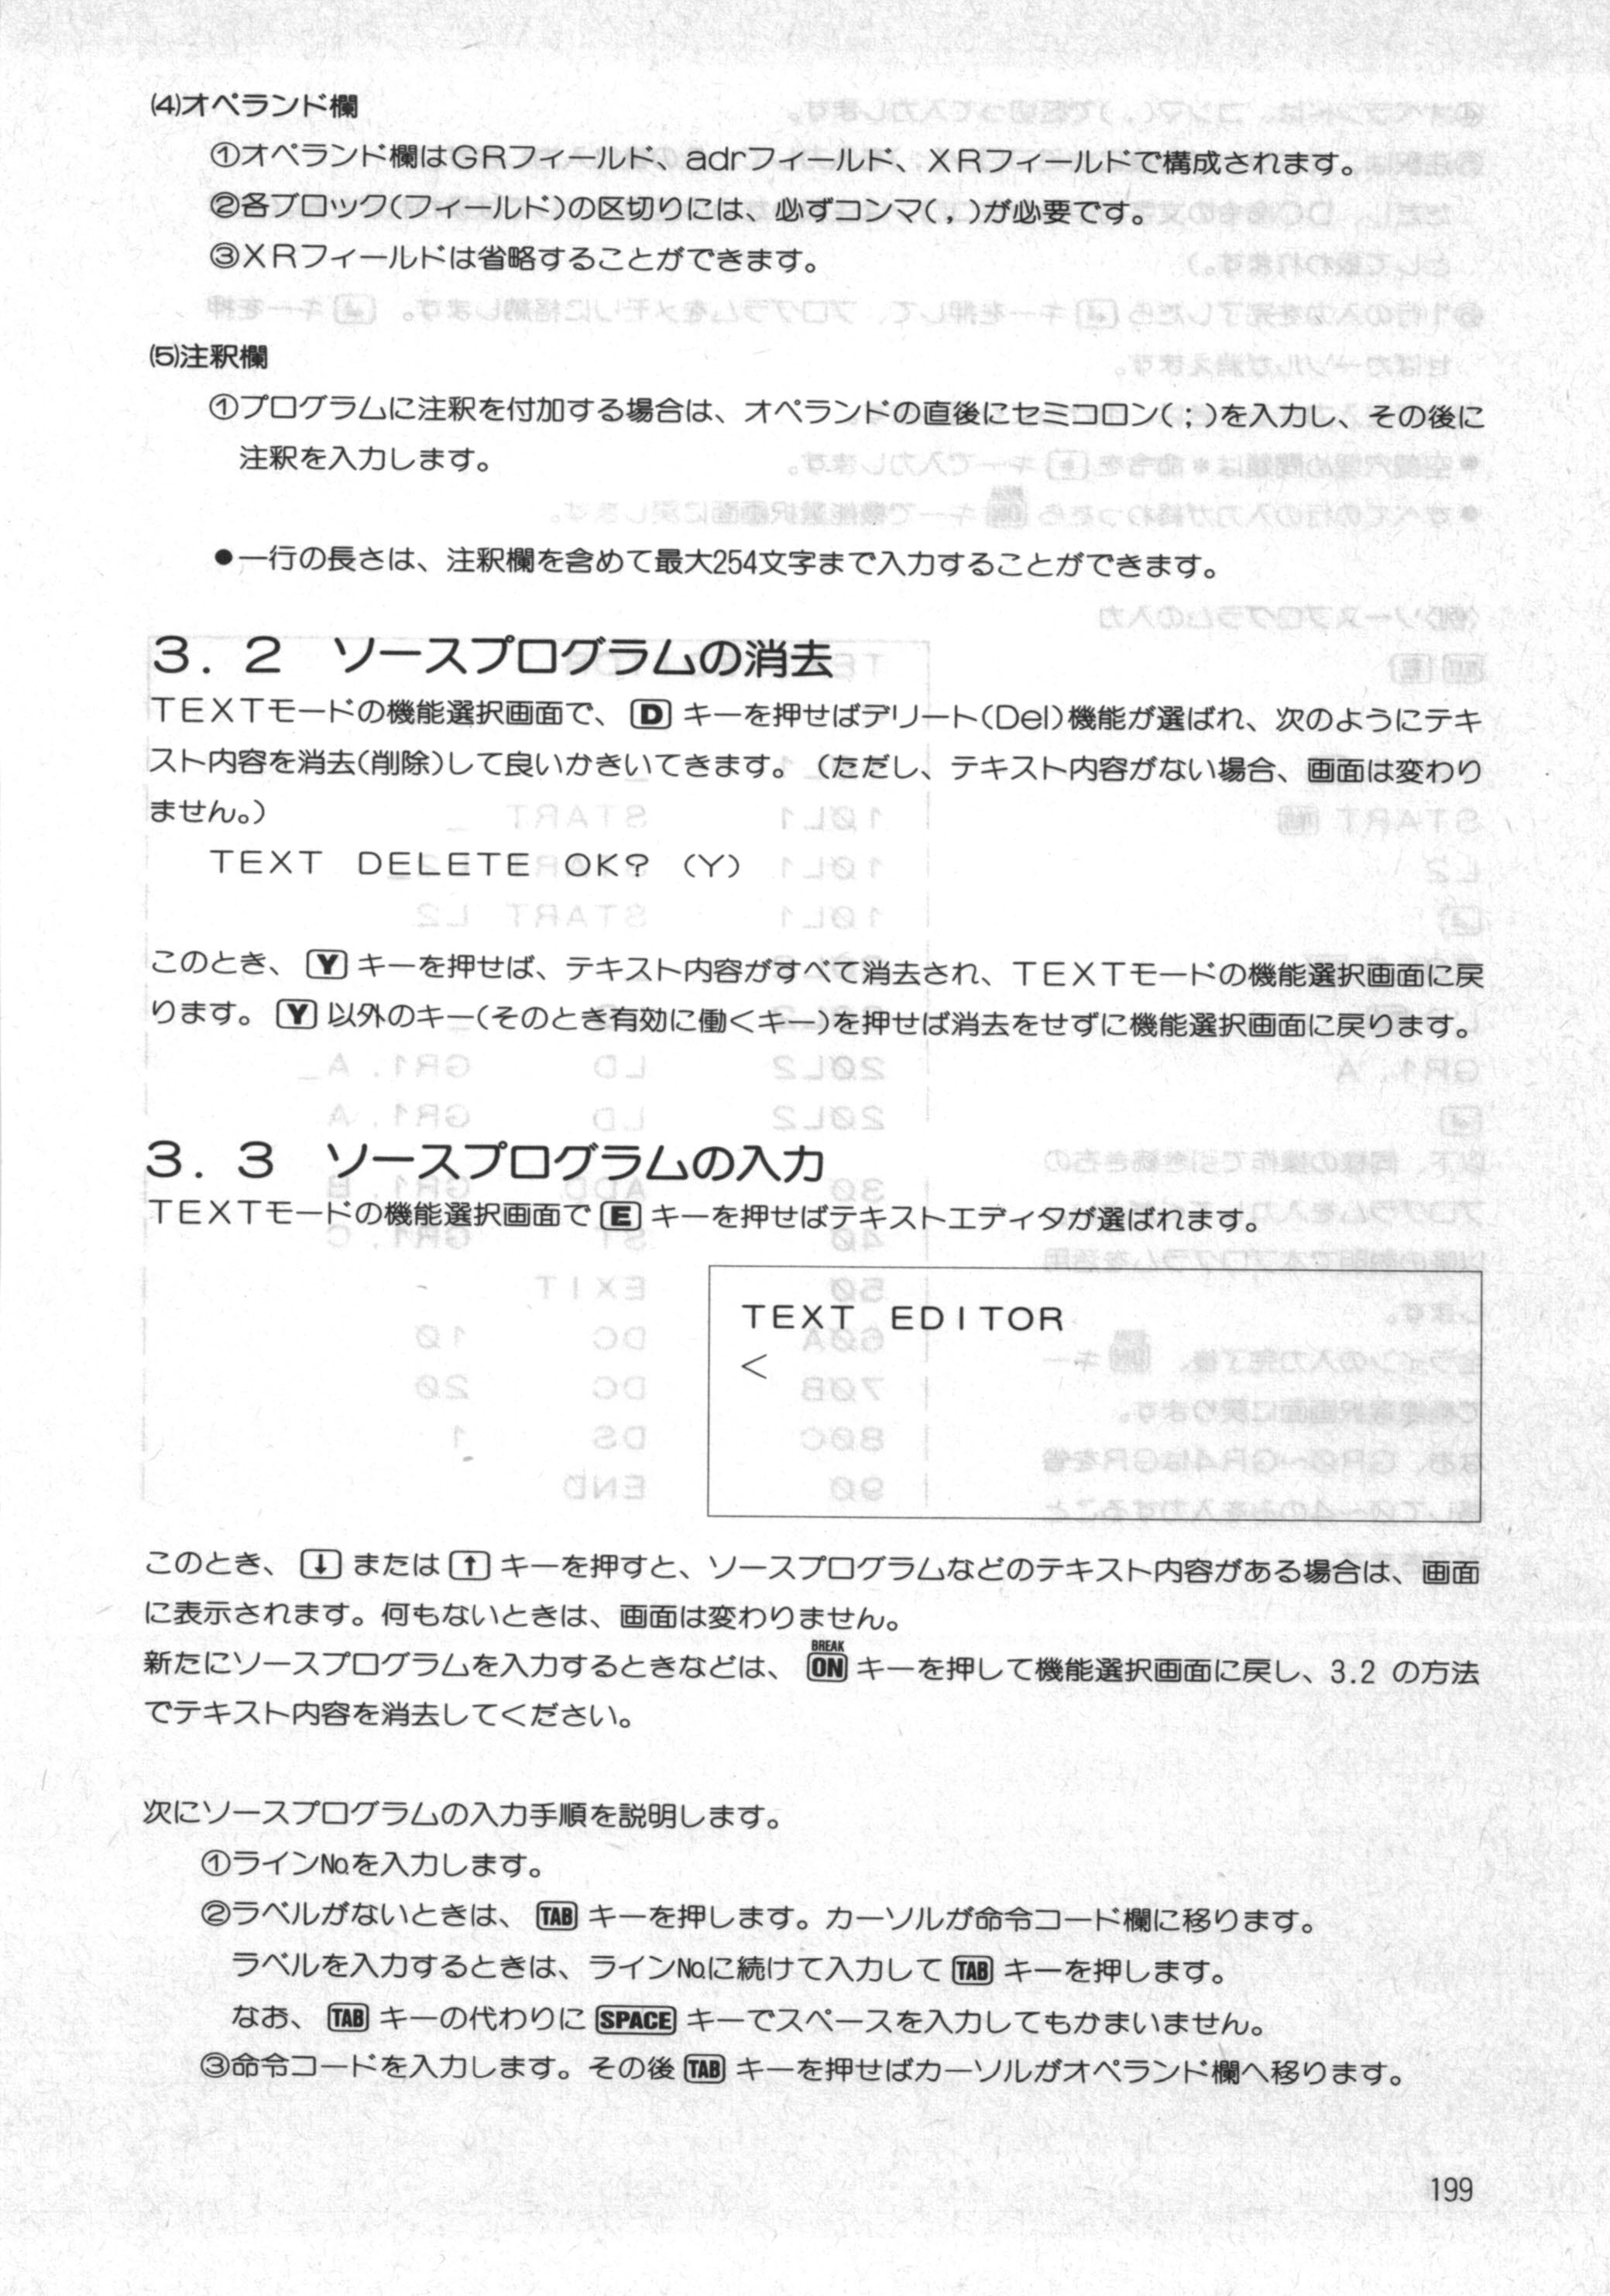 (4)オペランド欄
①オペランド欄はGRフィールド、adrフィールド、XRフィールドで構成されます。
②各ブロック(フィールド)の区切りには、必ずコンマ( , )が必要です。
③XRフィールドは省略することができます。
(5)注釈欄
①プログラムに注釈を付加する場合は、オペランドの直後にセミコロン( ; )を入力し、その後に
注釈を入力します。
●一行の長さは、注釈欄を含めて最大254文字まで入力することができます。
3. 2 ソースプログラムの消去
TEXTモードの機能選択画面で、 D キーを押せばデリート(Del)機能が選ばれ、次のようにテキ
スト内容を消去(削除)して良いかきいてきます。(ただし、テキスト内容がない場合、画面は変わり
ません。)
TEXT DELETE OK? (Y)
このとき、 Y キーを押せば、テキスト内容がすべて消去され、TEXTモードの機能選択画面に戻
ります。 Y 以外のキー(そのとき有効に働くキー)を押せば消去をせずに機能選択画面に戻ります。
3. 3 ソースプログラムの入力
TEXTモードの機能選択画面で E キーを押せばテキストエディタが選ばれます。
TEXT EDITOR
<
このとき、 ↓ または ↑ キーを押すと、ソースプログラムなどのテキスト内容がある場合は、画面
に表示されます。何もないときは、画面は変わりません。
BREAK
新たにソースプログラムを入力するときなどは、 ON キーを押して機能選択画面に戻し、3.2 の方法
でテキスト内容を消去してください。
次にソースプログラムの入力手順を説明します。
①ラインNo.を入力します。
②ラベルがないときは、 TAB キーを押します。カーソルが命令コード欄に移ります。
ラベルを入力するときは、ラインNo.に続けて入力して TAB キーを押します。
なお、 TAB キーの代わりに SPACE キーでスペースを入力してもかまいません。
③命令コードを入力します。その後 TAB キーを押せばカーソルがオペランド欄へ移ります。
199